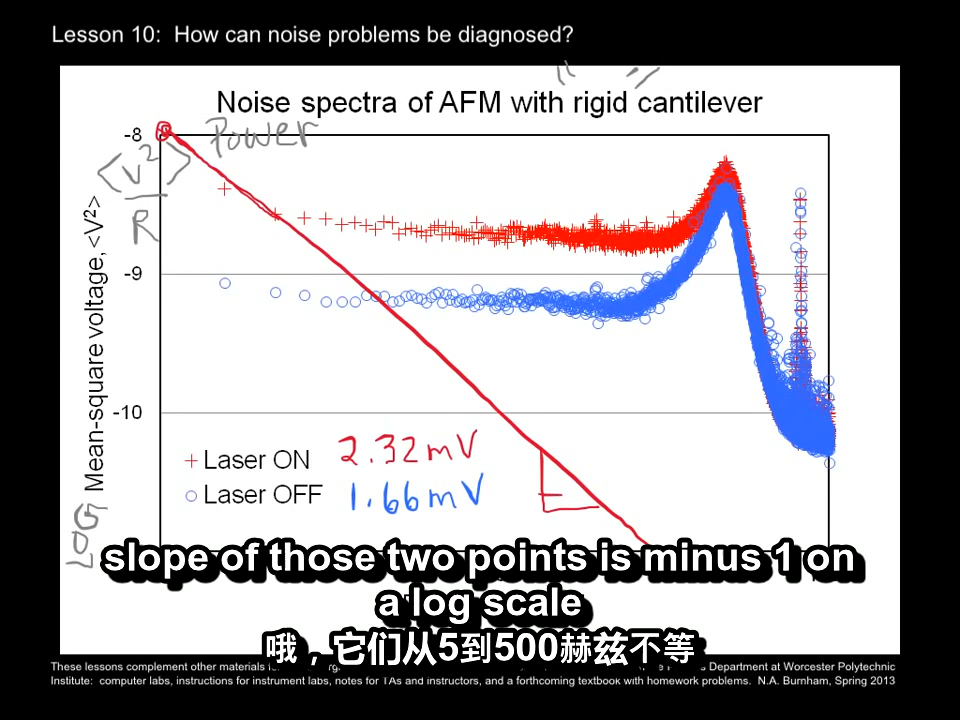 Lesson 10:  How can noise problems be diagnosed?
Noise spectra of AFM with rigid cantilever
-8
Power
<V²>
R
-9
LOG Mean-square voltage, <V²>
-10
+ Laser ON 2.32mV
○ Laser OFF 1.66mV
slope of those two points is minus 1 on
a log scale
哦，它们从5到500赫兹不等
These lessons complement other materials
Department at Worcester Polytechnic
Institute:  computer labs, instructions for instrument labs, notes for TAs and instructors, and a forthcoming textbook with homework problems.  N.A. Burnham, Spring 2013